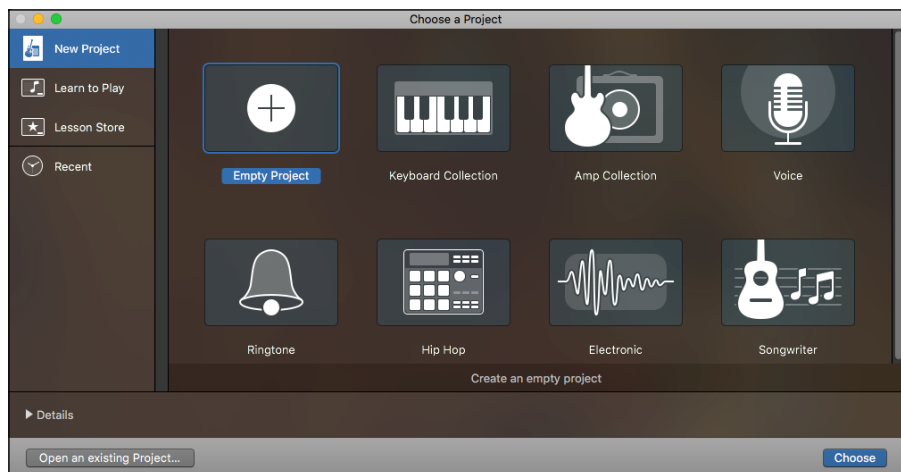 Choose a Project
New Project
Learn to Play
Lesson Store
Recent
Empty Project
Keyboard Collection
Amp Collection
Voice
Ringtone
Hip Hop
Electronic
Songwriter
Create an empty project
Details
Open an existing Project...
Choose